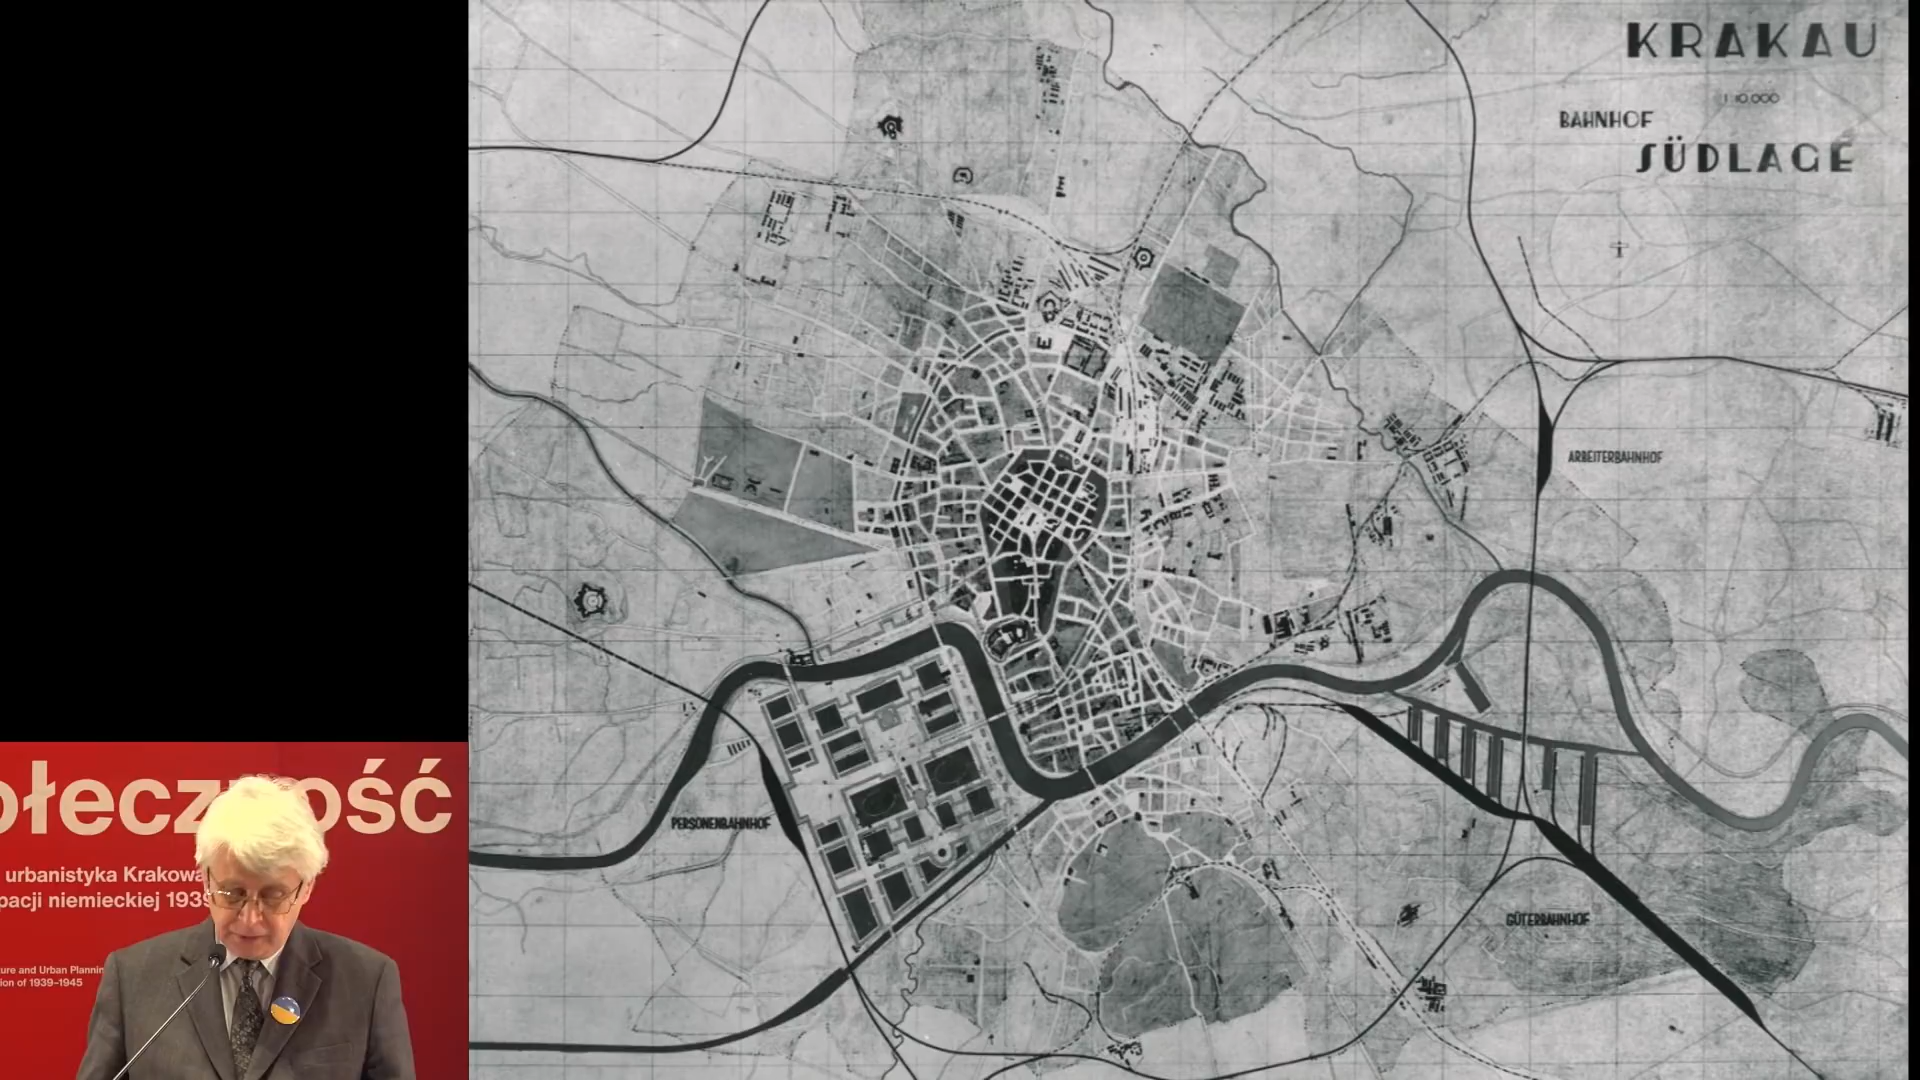 KRAKAU
1:10.000
BAHNHOF
SÜDLAGE
ARBEITERBAHNHOF
PERSONENBAHNHOF
GÜTERBAHNHOF
urbanistyka Krakowa
pacji niemieckiej 1939
ure and Urban Plannin
ion of 1939–1945